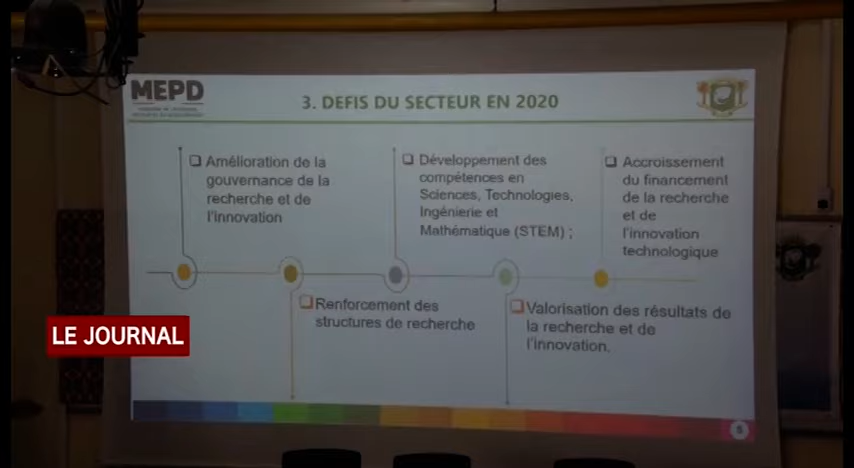 MEPD
3. DEFIS DU SECTEUR EN 2020
Amélioration de la
gouvernance de la
recherche et de
l'innovation
Développement des
compétences en
Sciences, Technologies,
Ingénierie et
Mathématique (STEM) ;
Accroissement
du financement
de la recherche
et de
l'innovation
technologique
Renforcement des
structures de recherche
Valorisation des résultats de
la recherche et de
l'innovation.
LE JOURNAL
5